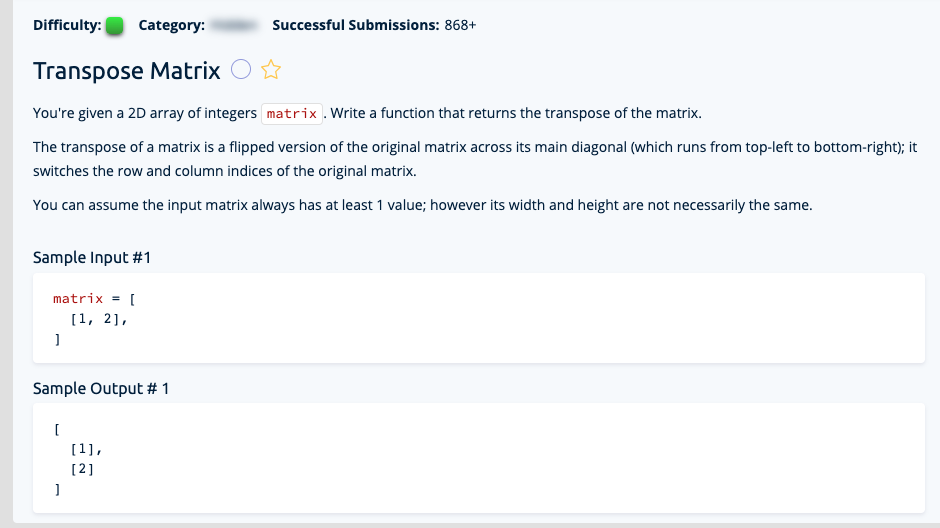 Difficulty: Category: Successful Submissions: 868+
Transpose Matrix
You're given a 2D array of integers matrix . Write a function that returns the transpose of the matrix.
The transpose of a matrix is a flipped version of the original matrix across its main diagonal (which runs from top-left to bottom-right); it
switches the row and column indices of the original matrix.
You can assume the input matrix always has at least 1 value; however its width and height are not necessarily the same.
Sample Input #1
matrix = [
[1, 2],
]
Sample Output # 1
[
[1],
[2]
]